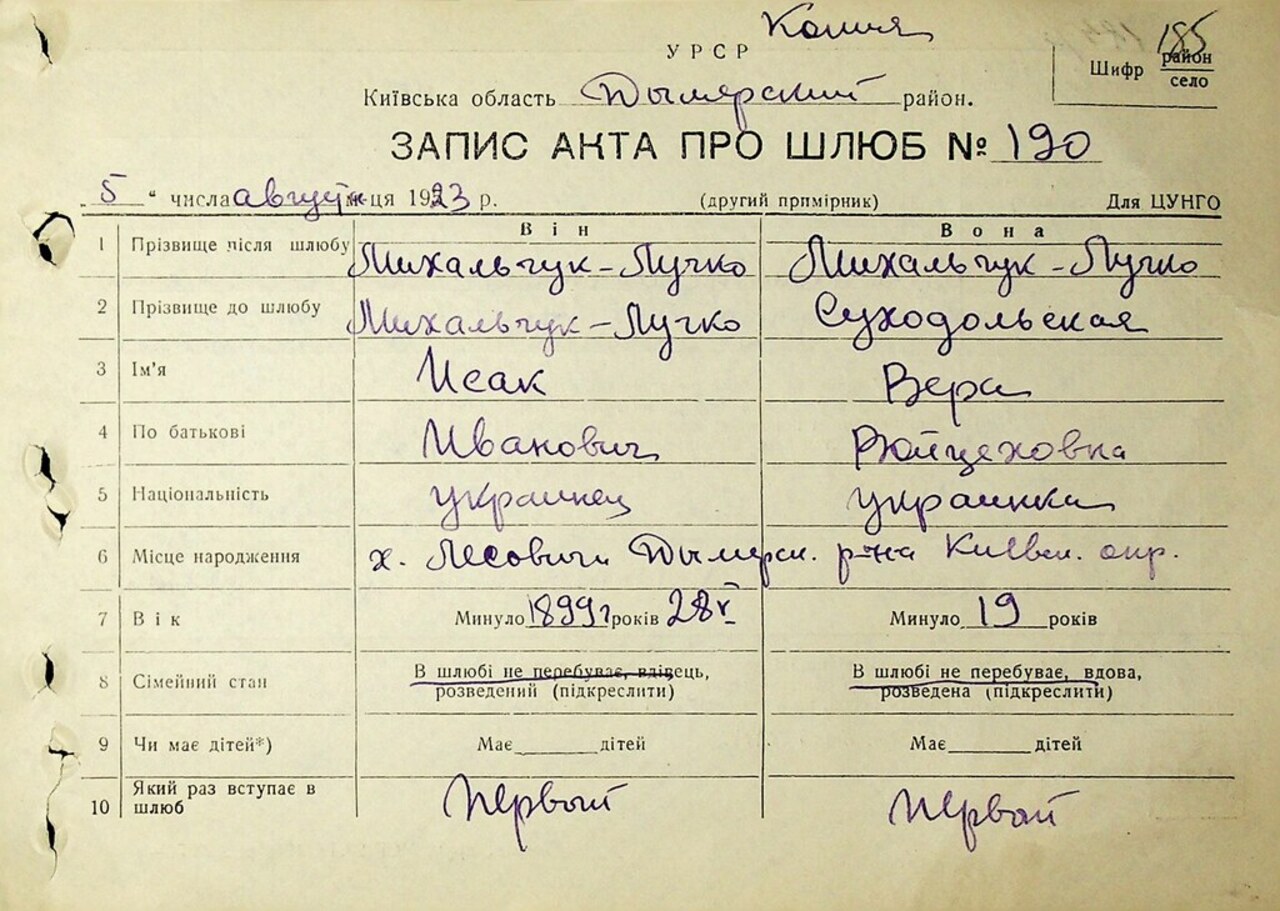 Копия
УРСР
185
Шифр район
село
Київська область Дымерский район.
ЗАПИС АКТА ПРО ШЛЮБ № 190
„5“ числа август м-ця 1923 р. (другий прпмірник) Для ЦУНГО
Він Вона
1 Прізвище після шлюбу Михальчук-Лучко Михальчук-Лучко
2 Прізвище до шлюбу Михальчук-Лучко Суходольская
3 Ім'я Исак Вера
4 По батькові Иванович Войцеховна
5 Національність украинец украинка
6 Місце народження х. Лесовичи Дымерск. р-на Киевск. окр.
7 Вік Минуло 1899 г років 28 V Минуло 19 років
8 Сімейний стан В шлюбі не перебуває, вдівець, В шлюбі не перебуває, вдова,
розведений (підкреслити) розведена (підкреслити)
9 Чи має дітей*) Має дітей Має дітей
10 Який раз вступає в шлюб первый первый